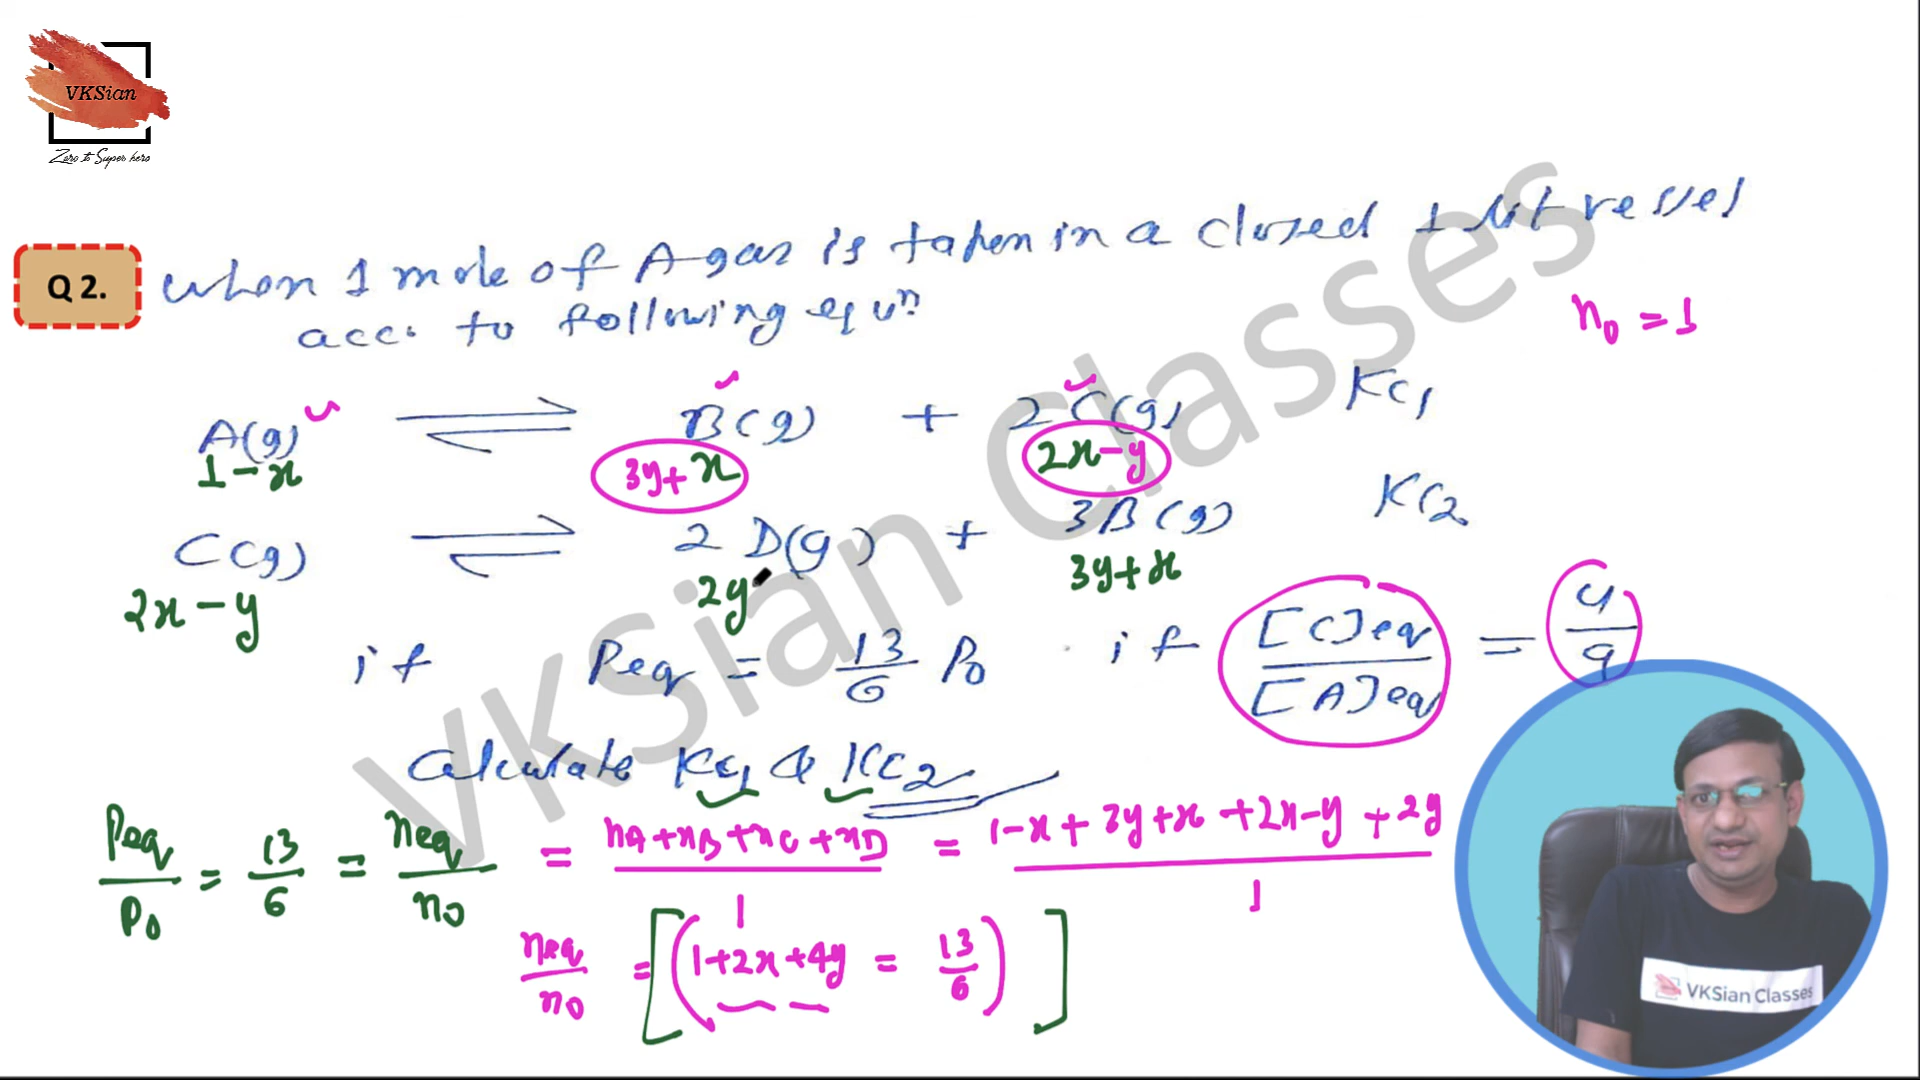 VKSian
Zero to Super hero
Q 2. When 1 mole of A gas is taken in a closed 1 lit vessel
acc. to following equⁿ
n₀ = 1
A(g) ⇌ B(g) + 2C(g) Kc₁
1-x 3y+x 2x-y
C(g) ⇌ 2D(g) + 3B(g) Kc₂
2x-y 2y 3y+x
if Peq = 13/6 P₀ if [C]eq/[A]eq = 4/9
Calculate Kc₁ & Kc₂
Peq/P₀ = 13/6 = neq/n₀ = nA+nB+nC+nD/1 = 1-x+3y+x+2x-y+2y/1
neq/n₀ = [(1+2x+4y = 13/6)]
VKSian Classes
VKSian Classes